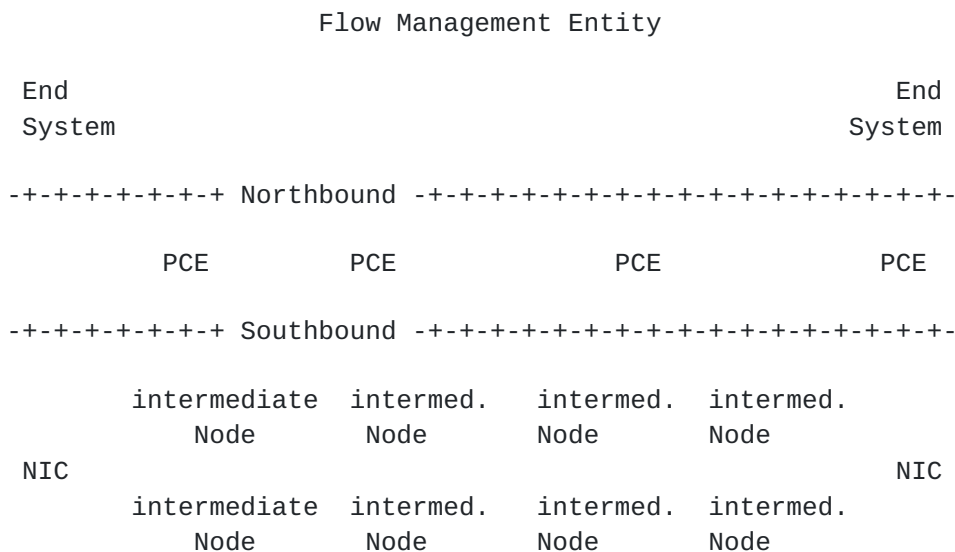 Flow Management Entity
End End
System System
-+-+-+-+-+-+-+ Northbound -+-+-+-+-+-+-+-+-+-+-+-+-+-+-+-+-+-
PCE PCE PCE PCE
-+-+-+-+-+-+-+ Southbound -+-+-+-+-+-+-+-+-+-+-+-+-+-+-+-+-+-
intermediate intermed. intermed. intermed.
Node Node Node Node
NIC NIC
intermediate intermed. intermed. intermed.
Node Node Node Node